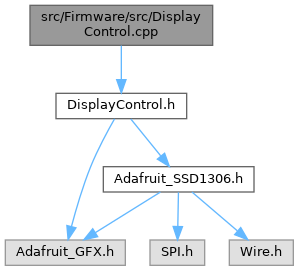 src/Firmware/src/Display
Control.cpp
DisplayControl.h
Adafruit_SSD1306.h
Adafruit_GFX.h
SPI.h
Wire.h